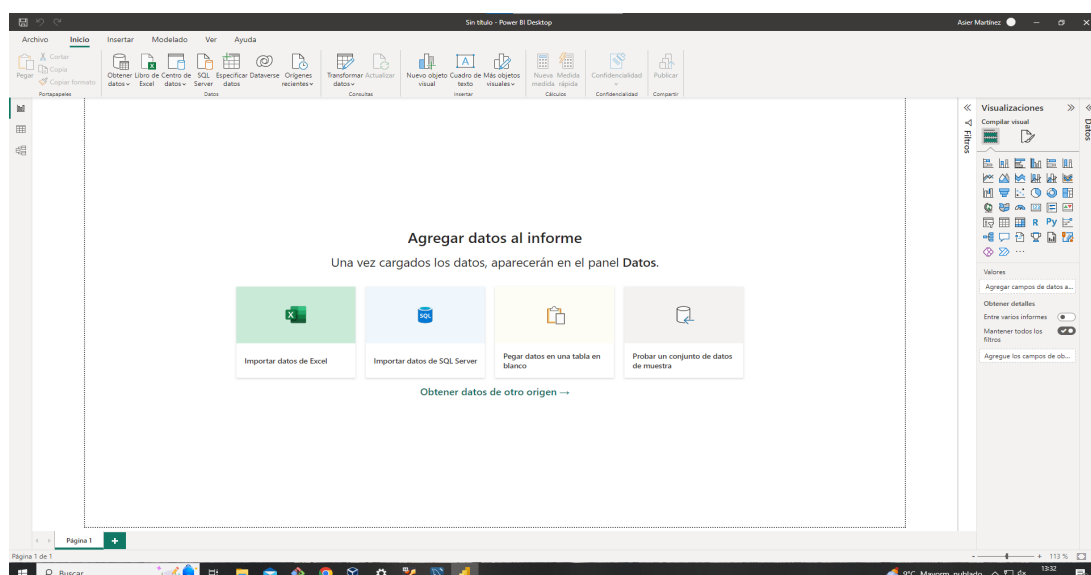 Sin título - Power BI Desktop
Asier Martínez
Archivo Inicio Insertar Modelado Ver Ayuda
Pegar
Cortar
Copia
Copiar formato
Portapapeles
Obtener datos
Libro de Excel
Centro de datos
SQL Server
Especificar datos
Dataverse
Orígenes recientes
Datos
Transformar datos
Actualizar
Consultas
Nuevo objeto visual
Cuadro de texto
Más objetos visuales
Insertar
Nueva medida
Medida rápida
Cálculos
Confidencialidad
Confidencialidad
Publicar
Compartir
Agregar datos al informe
Una vez cargados los datos, aparecerán en el panel Datos.
Importar datos de Excel
Importar datos de SQL Server
Pegar datos en una tabla en blanco
Probar un conjunto de datos de muestra
Obtener datos de otro origen →
Filtros
Visualizaciones
Compilar visual
R Py
Valores
Agregar campos de datos a...
Obtener detalles
Entre varios informes
Mantener todos los filtros
Agregue los campos de ob...
Datos
Página 1
Página 1 de 1
113 %
Buscar
9°C Mayorm. nublado
13:32